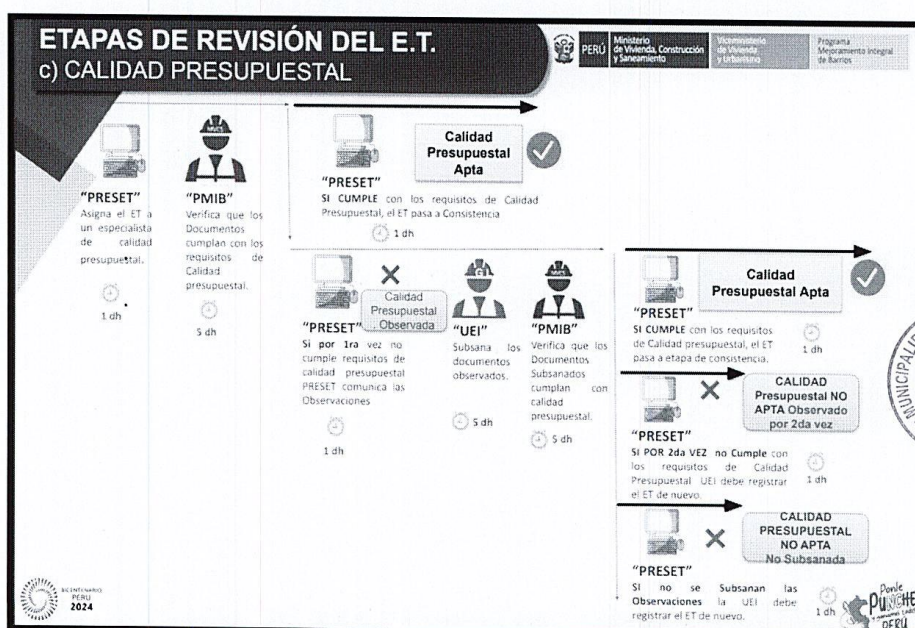 ETAPAS DE REVISIÓN DEL E.T.
c) CALIDAD PRESUPUESTAL
PERÚ
Ministerio
de Vivienda, Construcción
y Saneamiento
Viceministerio
de Vivienda
y Urbanismo
Programa
Mejoramiento Integral
de Barrios
"PRESET"
Asigna el ET a
un especialista
de calidad
presupuestal.
1 dh
MVCS
"PMIB"
Verifica que los
Documentos
cumplan con los
requisitos de
Calidad
presupuestal.
5 dh
Calidad
Presupuestal
Apta
"PRESET"
SI CUMPLE con los requisitos de Calidad
Presupuestal, el ET pasa a Consistencia
1 dh
Calidad
Presupuestal
Observada
"PRESET"
Si por 1ra vez no
cumple requisitos de
calidad presupuestal
PRESET comunica las
Observaciones
1 dh
"UEI"
Subsana los
documentos
observados.
5 dh
MVCS
"PMIB"
Verifica que los
Documentos
Subsanados
cumplan con
calidad
presupuestal.
5 dh
Calidad
Presupuestal Apta
"PRESET"
SI CUMPLE con los requisitos
de Calidad presupuestal, el ET
pasa a etapa de consistencia.
1 dh
CALIDAD
Presupuestal NO
APTA Observado
por 2da vez
"PRESET"
SI POR 2da VEZ no Cumple con
los requisitos de Calidad
Presupuestal UEI debe registrar
el ET de nuevo.
1 dh
CALIDAD
PRESUPUESTAL
NO APTA
No Subsanada
"PRESET"
SI no se Subsanan las
Observaciones la UEI debe
registrar el ET de nuevo.
1 dh
BICENTENARIO
PERÚ
2024
Ponle
PUNCHE
PERÚ
MUNICIPALID